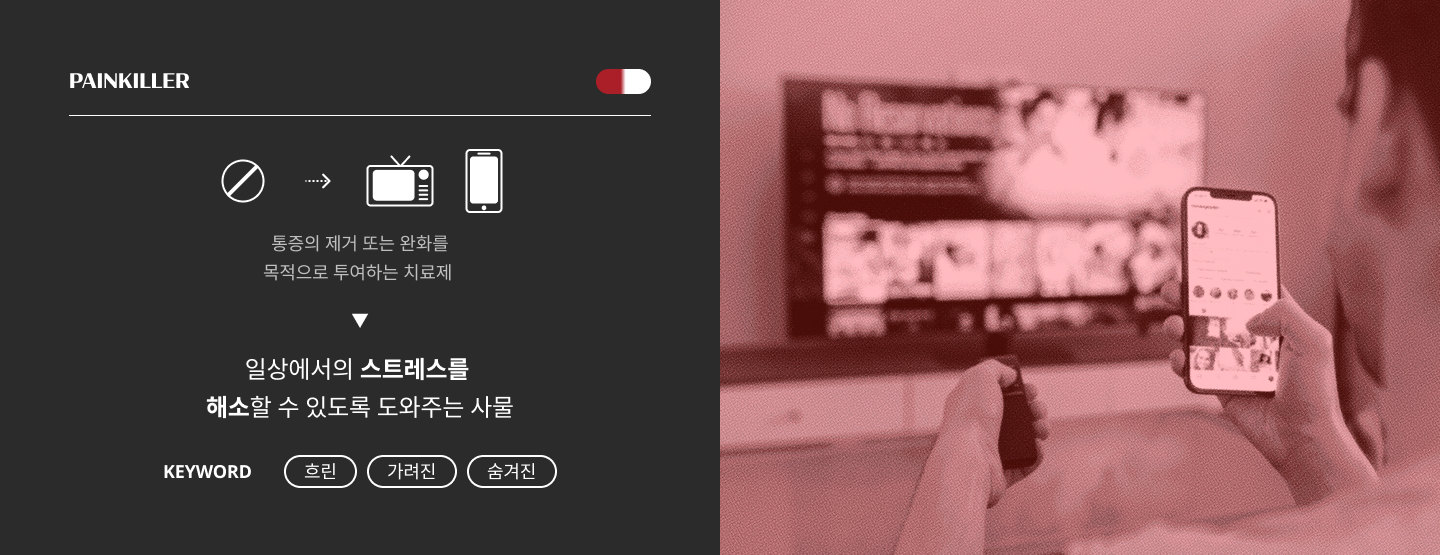 PAINKILLER
통증의 제거 또는 완화를
목적으로 투여하는 치료제
일상에서의 스트레스를
해소할 수 있도록 도와주는 사물
KEYWORD 흐린 가려진 숨겨진